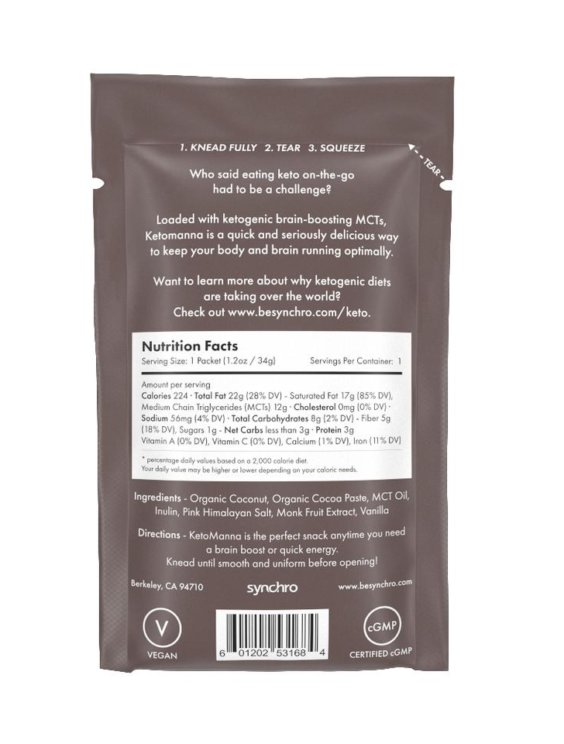 1. KNEAD FULLY 2. TEAR 3. SQUEEZE
TEAR
Who said eating keto on-the-go
had to be a challenge?
Loaded with ketogenic brain-boosting MCTs,
Ketomanna is a quick and seriously delicious way
to keep your body and brain running optimally.
Want to learn more about why ketogenic diets
are taking over the world?
Check out www.besynchro.com/keto.
Nutrition Facts
Serving Size: 1 Packet (1.2oz / 34g) Servings Per Container: 1
Amount per serving
Calories 224 · Total Fat 22g (28% DV) - Saturated Fat 17g (85% DV),
Medium Chain Triglycerides (MCTs) 12g · Cholesterol 0mg (0% DV) ·
Sodium 56mg (4% DV) · Total Carbohydrates 8g (2% DV) - Fiber 5g
(18% DV), Sugars 1g - Net Carbs less than 3g · Protein 3g
Vitamin A (0% DV), Vitamin C (0% DV), Calcium (1% DV), Iron (11% DV)
* percentage daily values based on a 2,000 calorie diet.
Your daily value may be higher or lower depending on your caloric needs.
Ingredients - Organic Coconut, Organic Cocoa Paste, MCT Oil,
Inulin, Pink Himalayan Salt, Monk Fruit Extract, Vanilla
Directions - KetoManna is the perfect snack anytime you need
a brain boost or quick energy.
Knead until smooth and uniform before opening!
Berkeley, CA 94710 synchro www.besynchro.com
V
VEGAN
6 01202 53168 4
cGMP
CERTIFIED cGMP